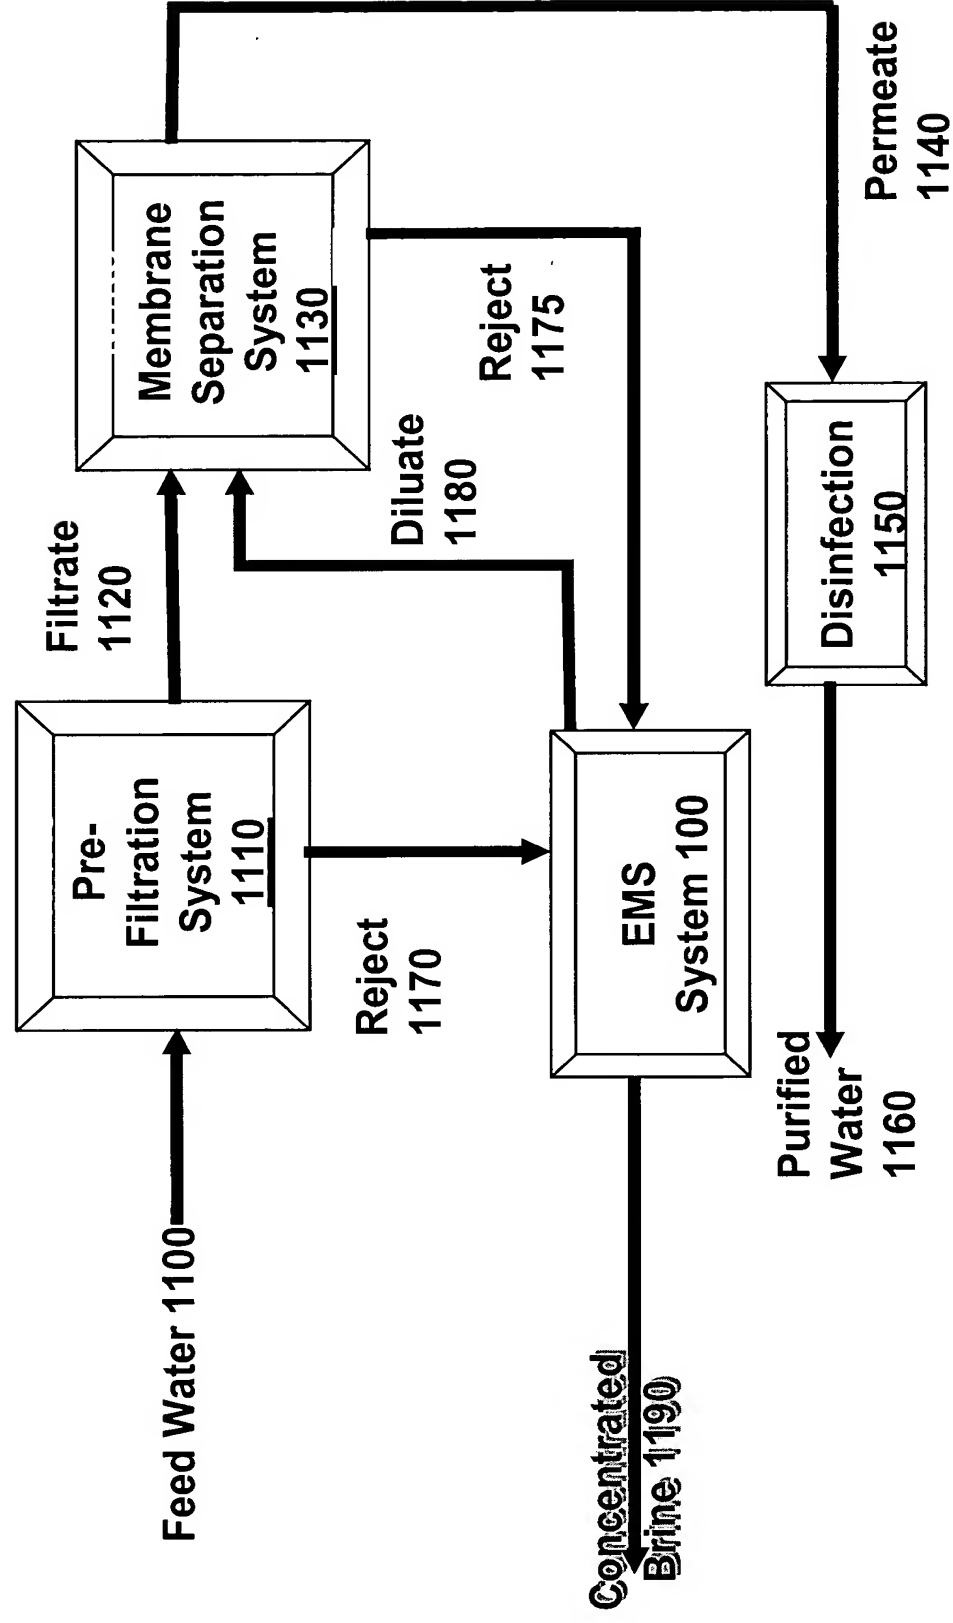 Feed Water 1100
Pre-
Filtration
System
1110
Filtrate
1120
Membrane
Separation
System
1130
Reject
1170
Diluate
1180
Reject
1175
Concentrated
Brine 1190
EMS
System 100
Purified
Water
1160
Disinfection
1150
Permeate
1140